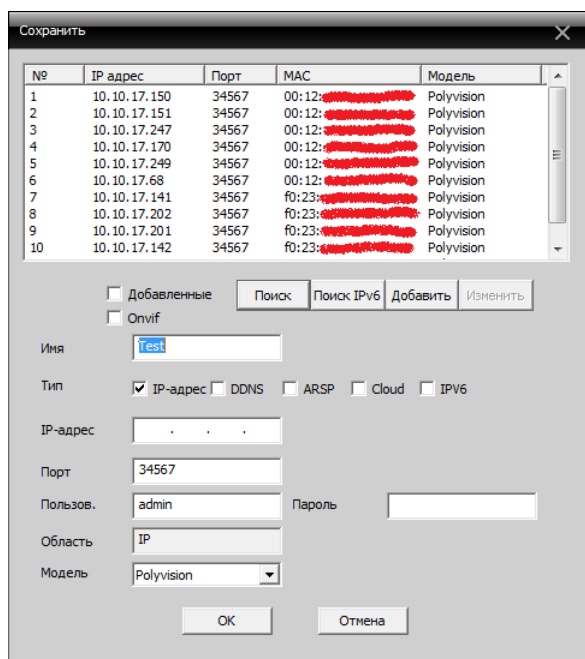 Сохранить
№ IP адрес Порт MAC Модель
1 10.10.17.150 34567 00:12: Polyvision
2 10.10.17.151 34567 00:12: Polyvision
3 10.10.17.247 34567 00:12: Polyvision
4 10.10.17.170 34567 00:12: Polyvision
5 10.10.17.249 34567 00:12: Polyvision
6 10.10.17.68 34567 00:12: Polyvision
7 10.10.17.141 34567 f0:23: Polyvision
8 10.10.17.202 34567 f0:23: Polyvision
9 10.10.17.201 34567 f0:23: Polyvision
10 10.10.17.142 34567 f0:23: Polyvision
Добавленные Поиск Поиск IPv6 Добавить Изменить
Onvif
Имя Test
Тип IP-адрес DDNS ARSP Cloud IPV6
IP-адрес . . .
Порт 34567
Пользов. admin Пароль
Область IP
Модель Polyvision
OK Отмена